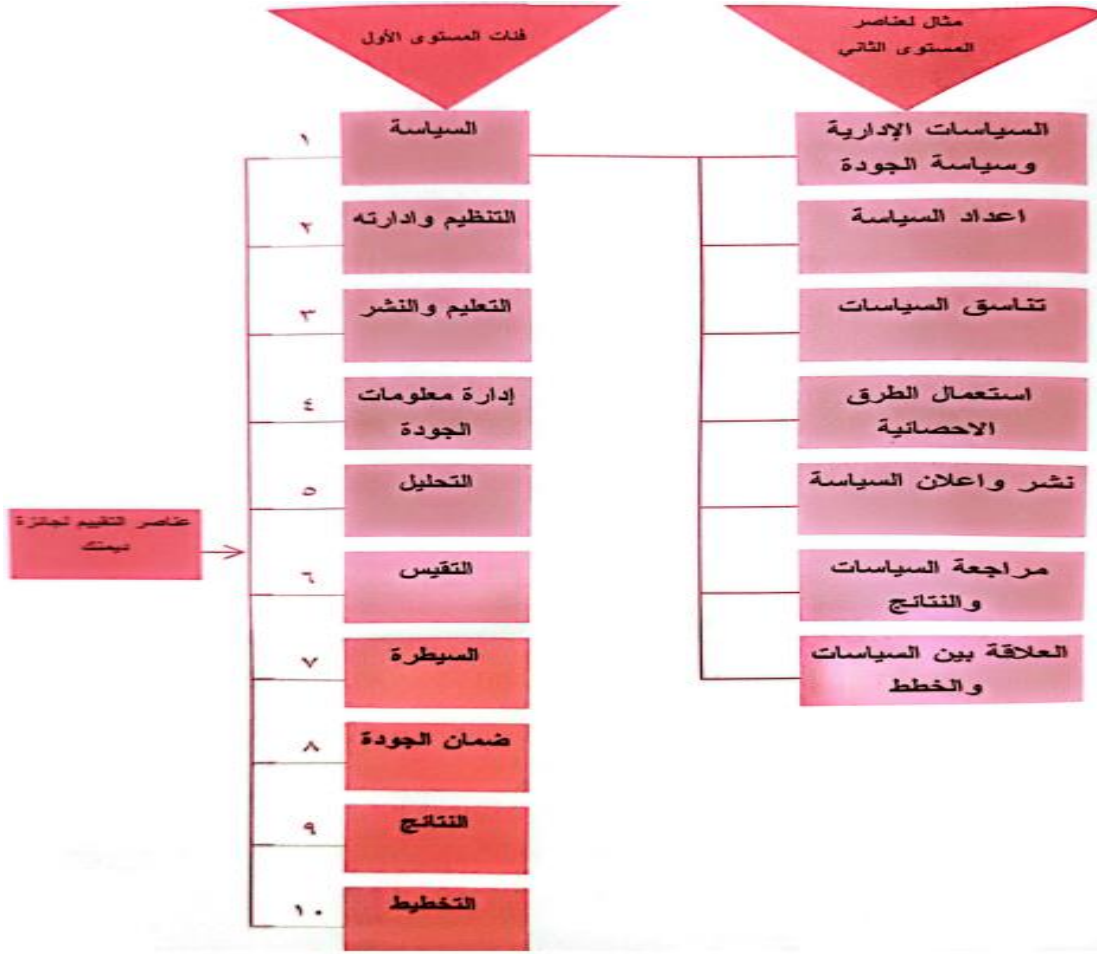 فئات المستوى الأول
مثال لعناصر
المستوى الثاني
١
السياسة
٢
التنظيم وادارته
٣
التعليم والنشر
٤
إدارة معلومات
الجودة
٥
التحليل
٦
التقيس
٧
السيطرة
٨
ضمان الجودة
٩
النتائج
١٠
التخطيط
السياسات الإدارية
وسياسة الجودة
اعداد السياسة
تناسق السياسات
استعمال الطرق
الاحصائية
نشر واعلان السياسة
مراجعة السياسات
والنتائج
العلاقة بين السياسات
والخطط
عناصر التقييم لجائزة
ديمنك